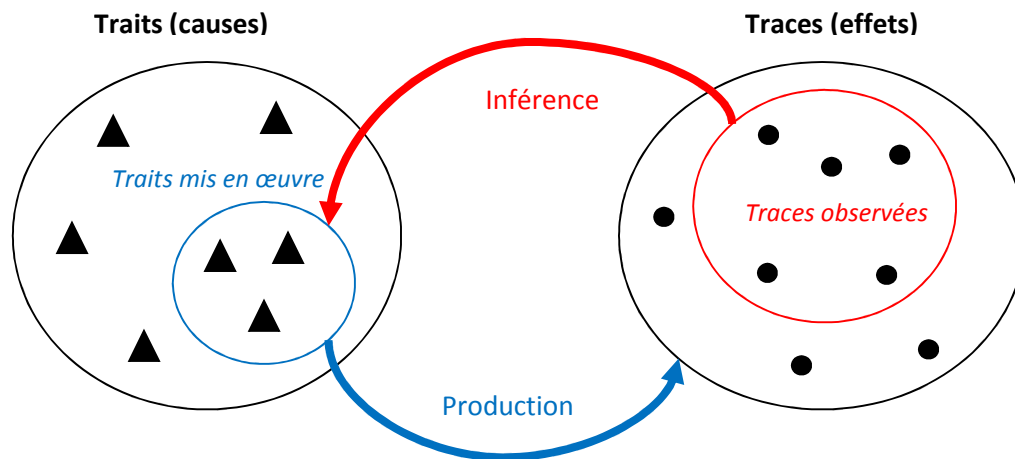 Traits (causes)
Traces (effets)
Inférence
Traits mis en œuvre
Traces observées
Production